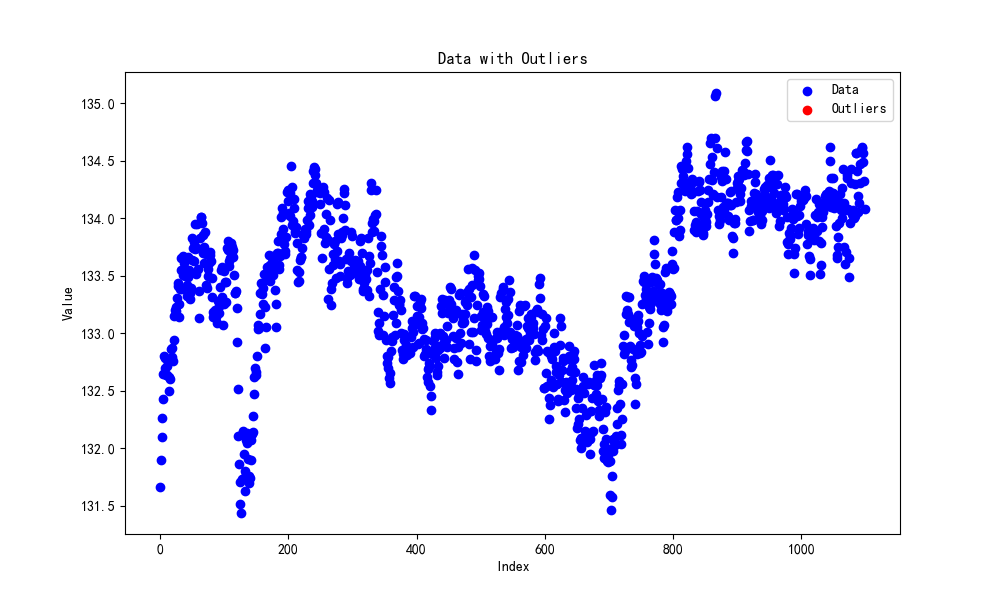 Data with Outliers
Data
Outliers
135.0
134.5
134.0
133.5
133.0
132.5
132.0
131.5
Value
0 200 400 600 800 1000
Index